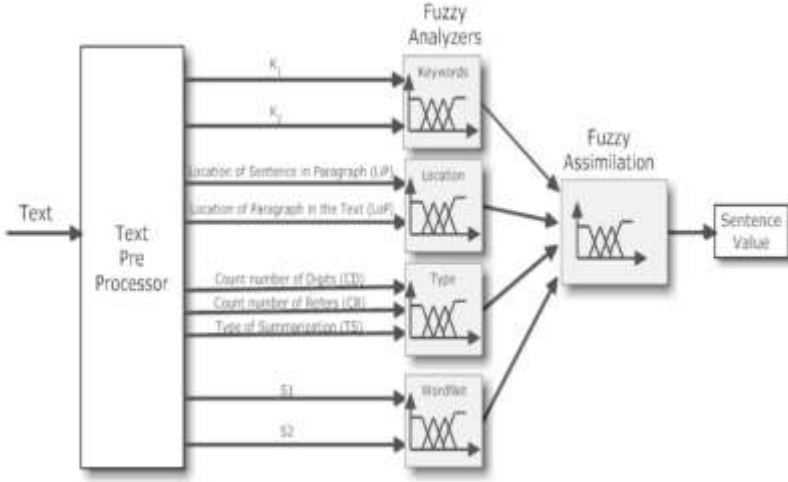 Fuzzy
Analyzers
K1
Keywords
K2
Fuzzy
Assimilation
Location of Sentence in Paragraph (LiP)
Location
Text
Location of Paragraph in the Text (LoP)
Text
Pre
Processor
Sentence
Value
Count number of Digits (CD)
Type
Count number of Refers (CR)
Type of Summarization (TS)
WordNet
S1
S2